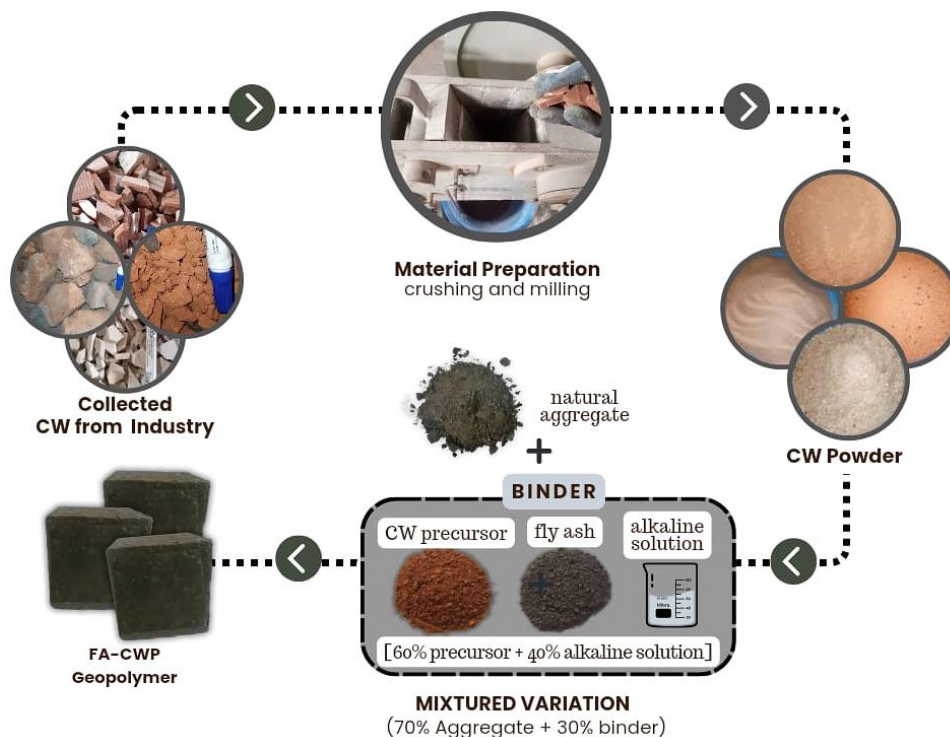 Material Preparation
crushing and milling
Collected
CW from Industry
natural
aggregate
+
CW Powder
BINDER
CW precursor
fly ash
alkaline
solution
+
[60% precursor + 40% alkaline solution]
FA-CWP
Geopolymer
MIXTURED VARIATION
(70% Aggregate + 30% binder)